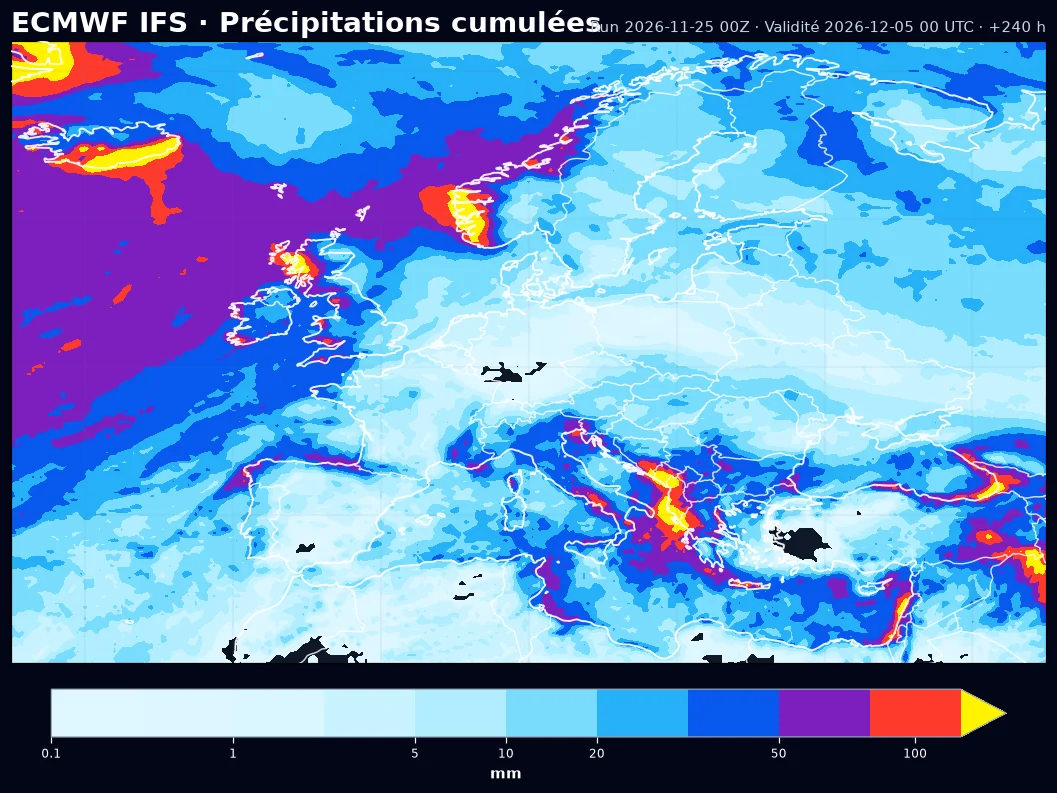 ECMWF IFS · Précipitations cumulées
Run 2026-11-25 00Z · Validité 2026-12-05 00 UTC · +240 h
0.1 1 5 10 20 50 100
mm